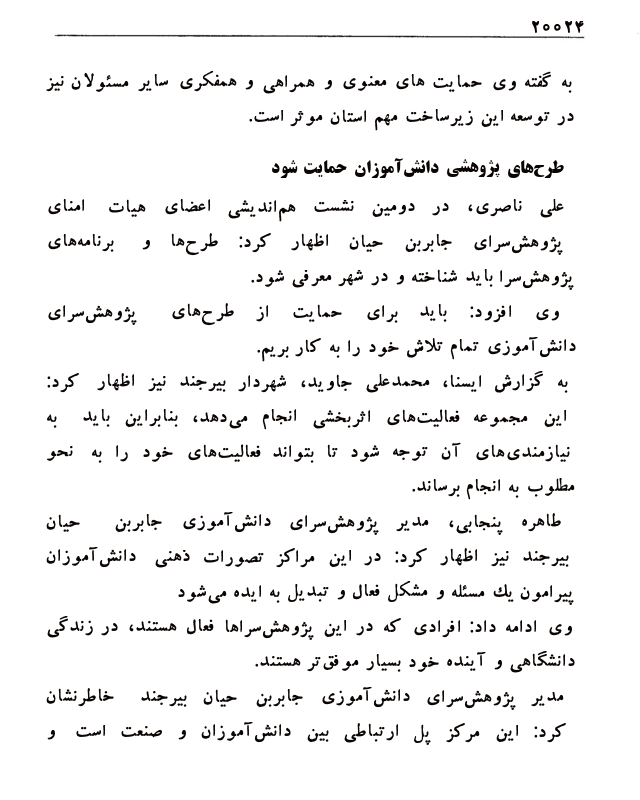 ۲۰۰۲۴
به گفته وی حمایت های معنوی و همراهی و همفکری سایر مسئولان نیز
در توسعه این زیرساخت مهم استان موثر است.
طرح‌های پژوهشی دانش‌آموزان حمایت شود
علی ناصری، در دومین نشست هم‌اندیشی اعضای هیات امنای
پژوهش‌سرای جابربن حیان اظهار کرد: طرح‌ها و برنامه‌های
پژوهش‌سرا باید شناخته و در شهر معرفی شود.
وی افزود: باید برای حمایت از طرح‌های پژوهش‌سرای
دانش‌آموزی تمام تلاش خود را به کار بریم.
به گزارش ایسنا، محمدعلی جاوید، شهردار بیرجند نیز اظهار کرد:
این مجموعه فعالیت‌های اثربخشی انجام می‌دهد، بنابراین باید به
نیازمندی‌های آن توجه شود تا بتواند فعالیت‌های خود را به نحو
مطلوب به انجام برساند.
طاهره پنجابی، مدیر پژوهش‌سرای دانش‌آموزی جابربن حیان
بیرجند نیز اظهار کرد: در این مراکز تصورات ذهنی دانش‌آموزان
پیرامون یك مسئله و مشکل فعال و تبدیل به ایده می‌شود
وی ادامه داد: افرادی که در این پژوهش‌سراها فعال هستند، در زندگی
دانشگاهی و آینده خود بسیار موفق‌تر هستند.
مدیر پژوهش‌سرای دانش‌آموزی جابربن حیان بیرجند خاطرنشان
کرد: این مرکز پل ارتباطی بین دانش‌آموزان و صنعت است و